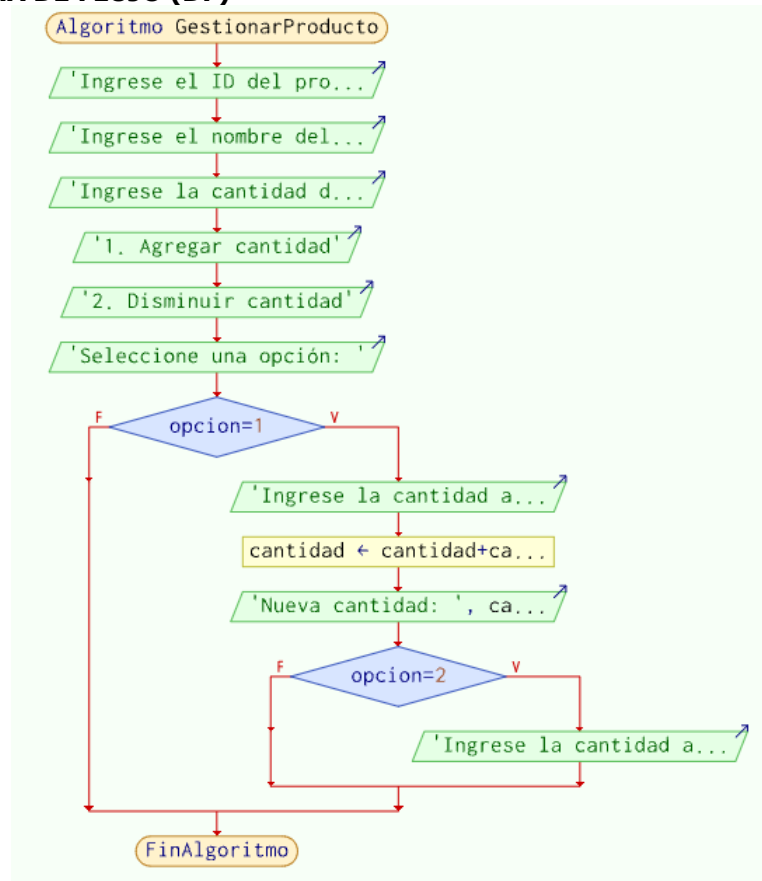 Algoritmo GestionarProducto
'Ingrese el ID del pro...
'Ingrese el nombre del...
'Ingrese la cantidad d...
'1. Agregar cantidad'
'2. Disminuir cantidad'
'Seleccione una opción: '
F
V
opcion=1
'Ingrese la cantidad a...
cantidad ← cantidad+ca...
'Nueva cantidad: ', ca...
F
V
opcion=2
'Ingrese la cantidad a...
FinAlgoritmo